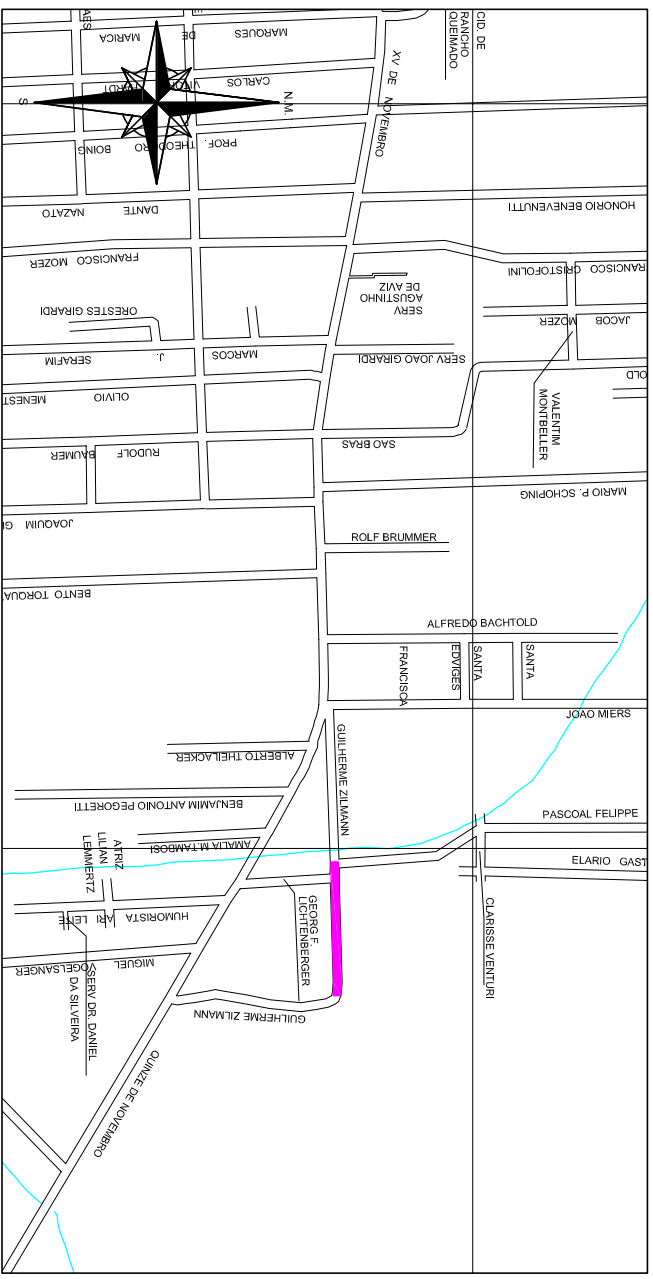 CID. DE
RANCHO
QUEIMADO
MARQUES DE MARICA
XV DE NOVEMBRO
CARLOS
N.M.
S
PROF. THEODORO BOING
DANTE NAZATO
HONORIO BENEVENUTTI
FRANCISCO MOZER
CRISTOFOLINI
SERV
AGUSTINHO
DE AVIZ
ORESTES GIRARDI
JACOB MOZER
J. SERAFIM
MARCOS
SERV JOAO GIRARDI
OLD
OLIVIO MENEST
VALENTIM
MONTBELLER
SAO BRAS
RUDOLF BAUMER
MARIO P. SCHOPING
JOAQUIM
ROLF BRUMMER
BENTO TORQUA
ALFREDO BACHTOLD
FRANCISCA
EDVIGES
SANTA
SANTA
JOAO MIERS
GUILHERME ZILMANN
ALBERTO THEILACKER
BENJAMIM ANTONIO PEGORETTI
PASCOAL FELIPPE
AMALIA M.TAMBOSI
ATRIZ
LILIAN
LEMMERTZ
ELARIO GAST
HUMORISTA ARI LEITE
GEORG F.
LICHTENBERGER
CLARISSE VENTURI
MIGUEL VOGELSANGER
SERV DR. DANIEL
DA SILVEIRA
GUILHERME ZILMANN
QUINZE DE NOVEMBRO